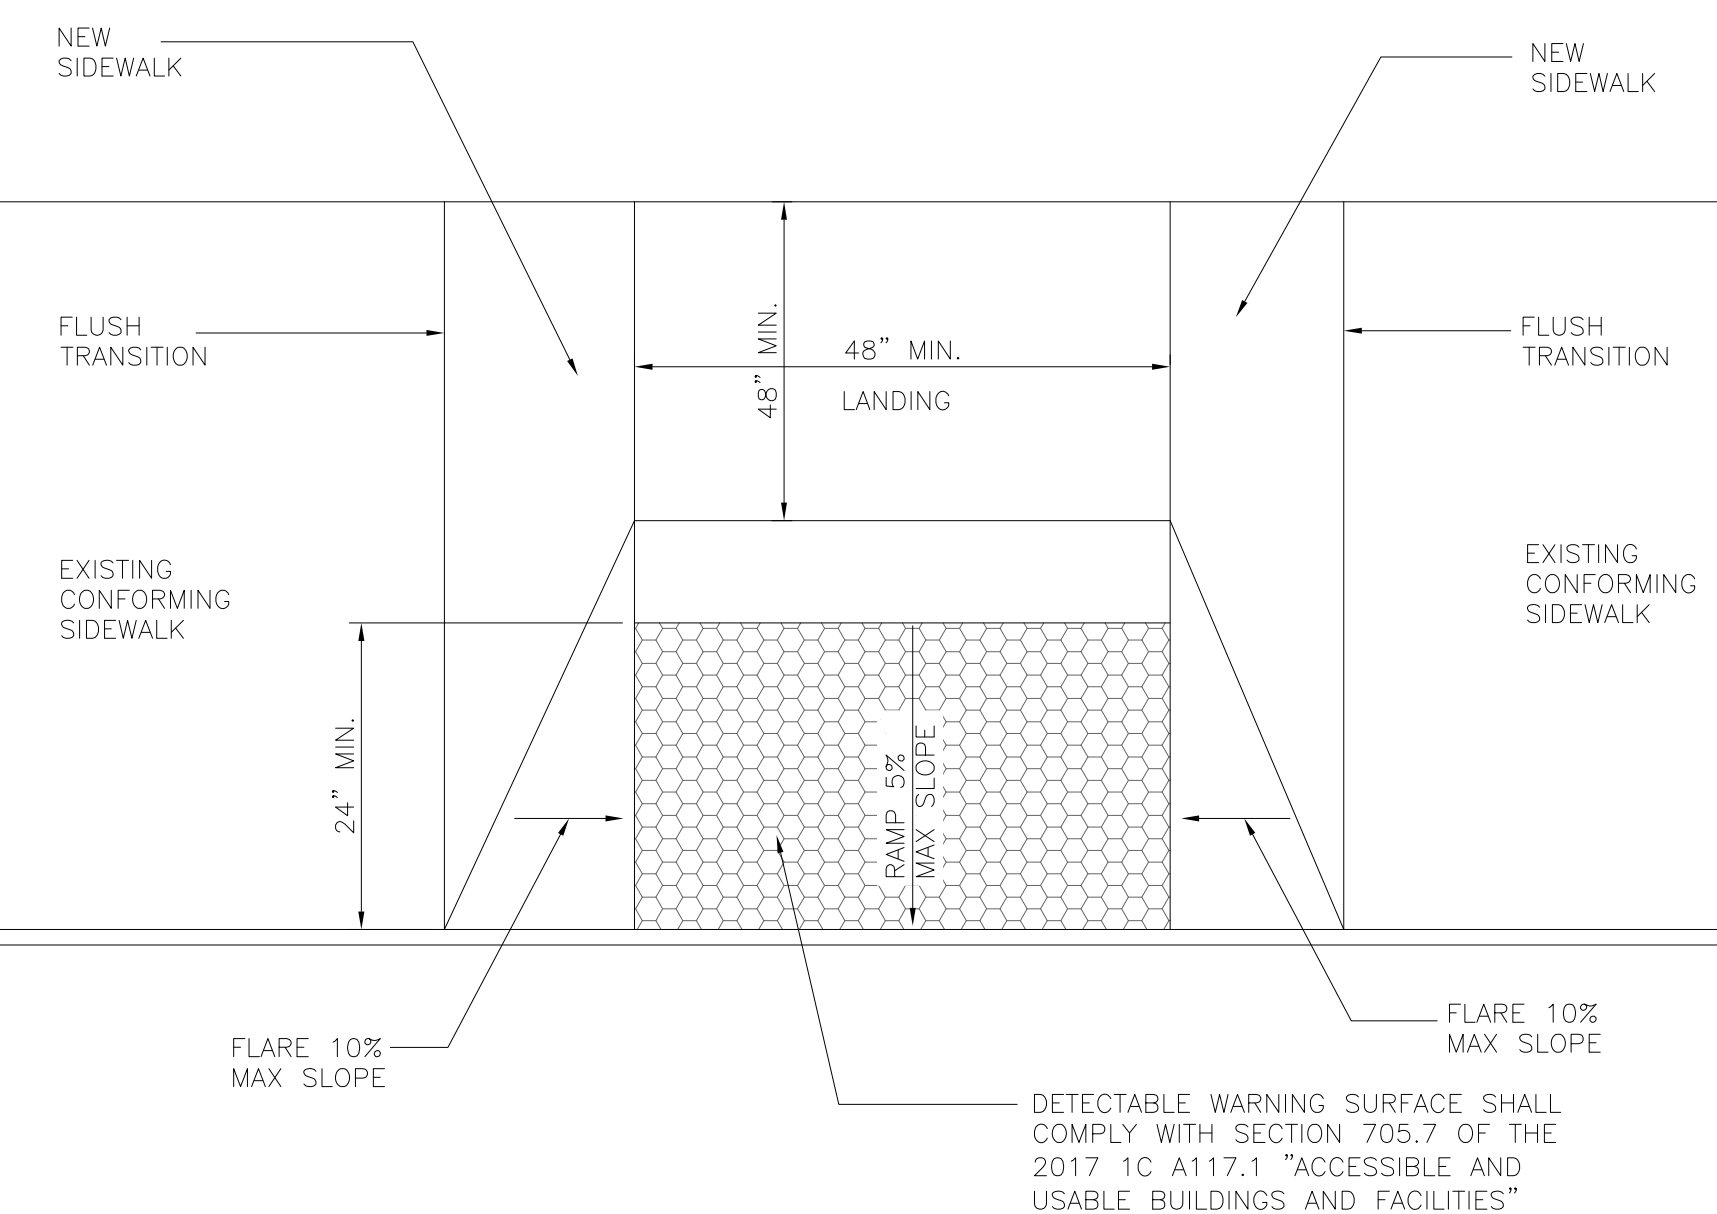 NEW
SIDEWALK
NEW
SIDEWALK
FLUSH
TRANSITION
48” MIN.
48” MIN.
LANDING
FLUSH
TRANSITION
EXISTING
CONFORMING
SIDEWALK
EXISTING
CONFORMING
SIDEWALK
24” MIN.
RAMP 5%
MAX SLOPE
FLARE 10%
MAX SLOPE
FLARE 10%
MAX SLOPE
DETECTABLE WARNING SURFACE SHALL
COMPLY WITH SECTION 705.7 OF THE
2017 1C A117.1 ”ACCESSIBLE AND
USABLE BUILDINGS AND FACILITIES”